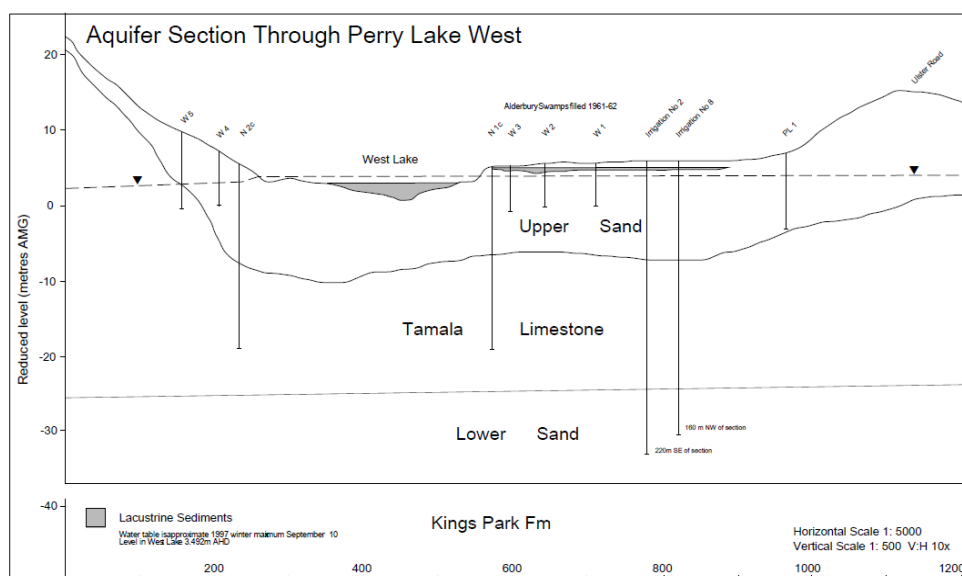 Aquifer Section Through Perry Lake West
20
10
0
-10
-20
-30
-40
Reduced level (metres AMG)
W 5
W 4
N 2c
West Lake
Alderbury Swamps filled 1961-62
N 1c
W 3
W 2
W 1
Irrigation No 2
Irrigation No 8
PL 1
Ulster Road
Upper Sand
Tamala Limestone
Lower Sand
160 m NW of section
220m SE of section
Lacustrine Sediments
Water table isapproximate 1997 winter maximum September 10
Level in West Lake 3.492m AHD
Kings Park Fm
Horizontal Scale 1: 5000
Vertical Scale 1: 500 V:H 10x
200
400
600
800
1000
1200